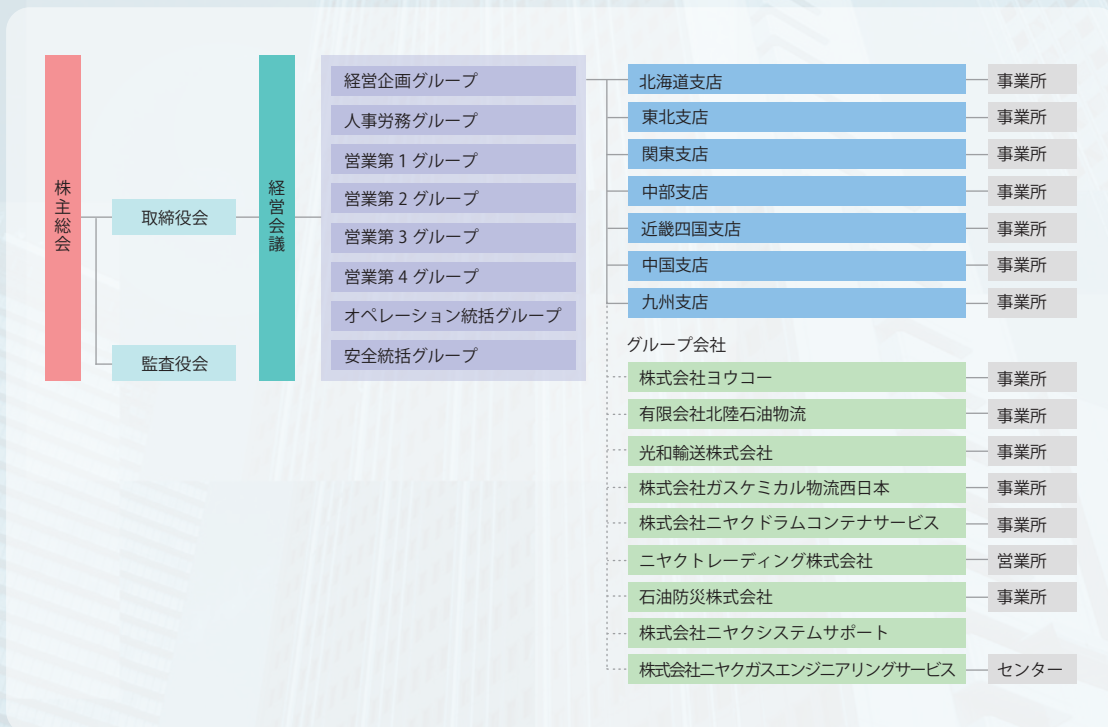 株主総会
取締役会
監査役会
経営会議
経営企画グループ
人事労務グループ
営業第1グループ
営業第2グループ
営業第3グループ
営業第4グループ
オペレーション統括グループ
安全統括グループ
北海道支店 事業所
東北支店 事業所
関東支店 事業所
中部支店 事業所
近畿四国支店 事業所
中国支店 事業所
九州支店 事業所
グループ会社
株式会社ヨウコー 事業所
有限会社北陸石油物流 事業所
光和輸送株式会社 事業所
株式会社ガスケミカル物流西日本 事業所
株式会社ニヤクドラムコンテナサービス 事業所
ニヤクトレーディング株式会社 営業所
石油防災株式会社 事業所
株式会社ニヤクシステムサポート
株式会社ニヤクガスエンジニアリングサービス センター